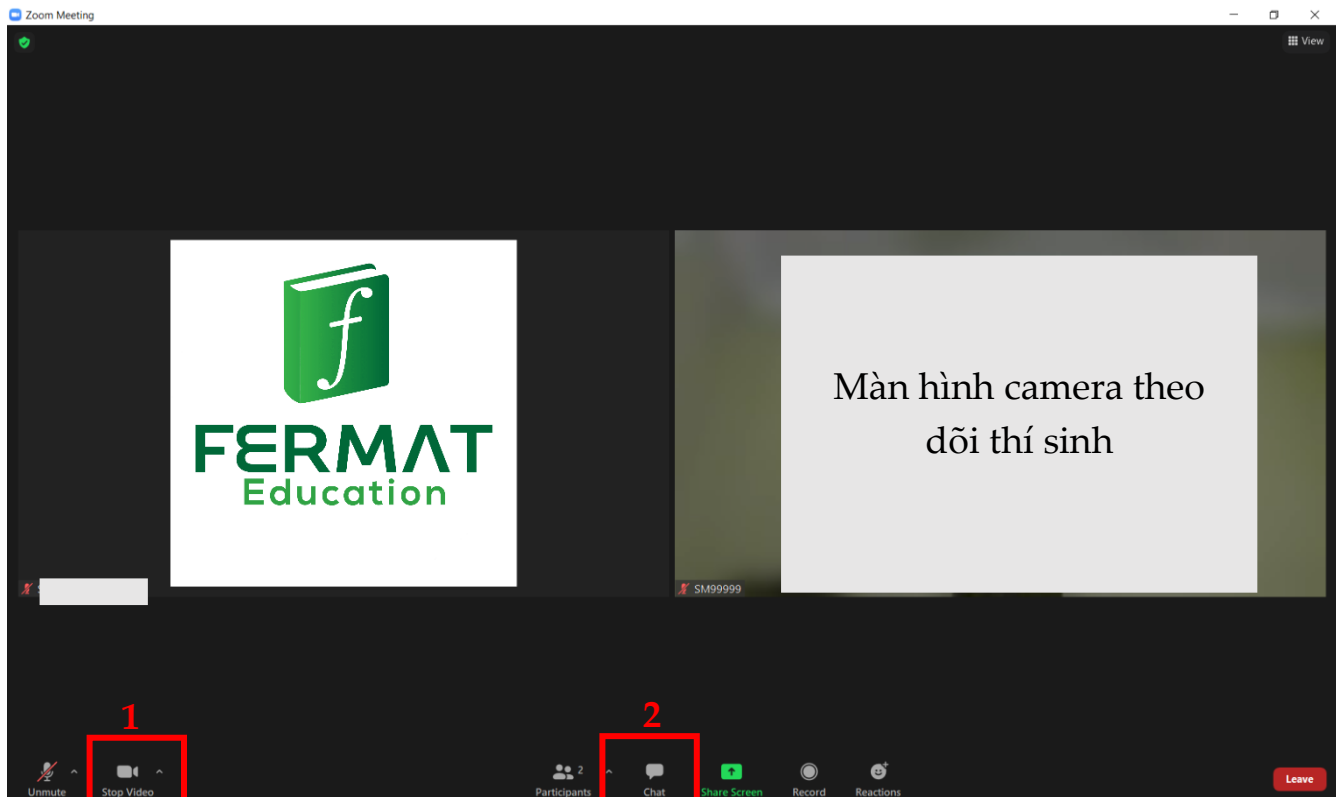 Zoom Meeting
View
f
FERMAT
Education
Màn hình camera theo
dõi thí sinh
SM99999
1
2
Unmute
Stop Video
Participants
2
Chat
Share Screen
Record
Reactions
Leave